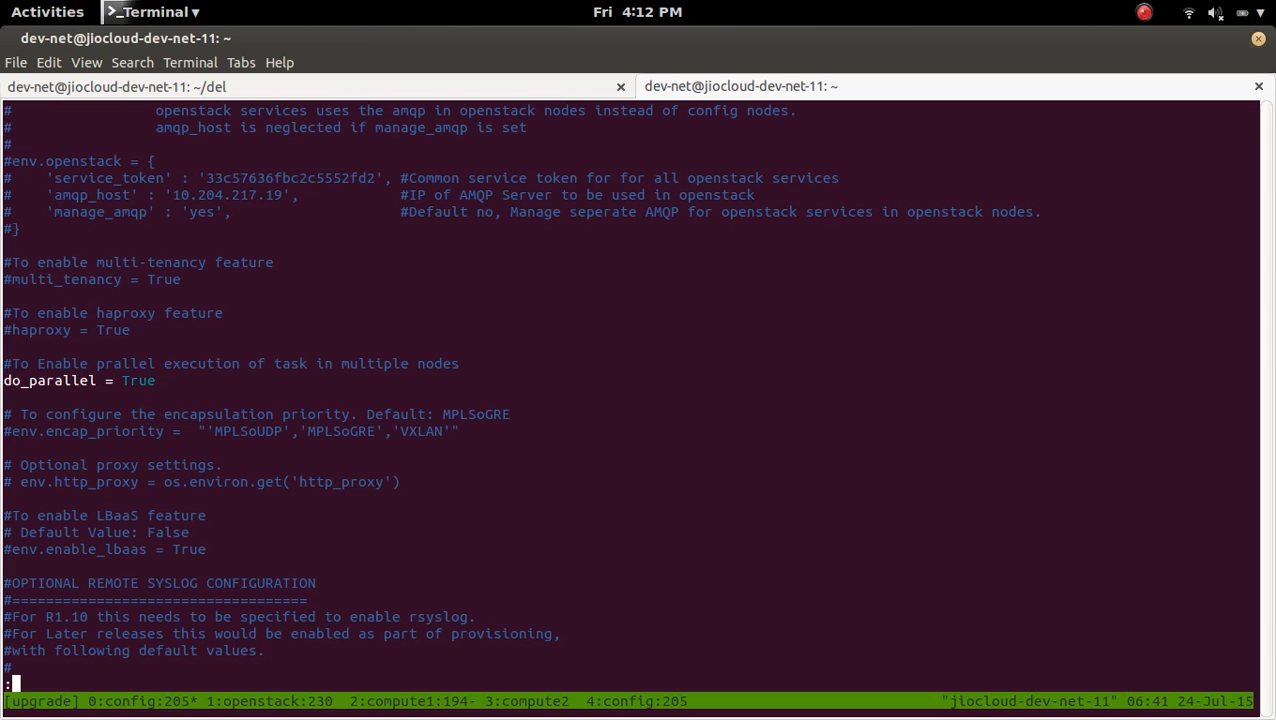 Activities
>_Terminal ▾
Fri 4:12 PM
dev-net@jiocloud-dev-net-11: ~
File Edit View Search Terminal Tabs Help
dev-net@jiocloud-dev-net-11: ~/del
dev-net@jiocloud-dev-net-11: ~
#                 openstack services uses the amqp in openstack nodes instead of config nodes.
#                 amqp_host is neglected if manage_amqp is set
#
#env.openstack = {
#    'service_token' : '33c57636fbc2c5552fd2', #Common service token for for all openstack services
#    'amqp_host' : '10.204.217.19',            #IP of AMQP Server to be used in openstack
#    'manage_amqp' : 'yes',                    #Default no, Manage seperate AMQP for openstack services in openstack nodes.
#}
#To enable multi-tenancy feature
#multi_tenancy = True
#To enable haproxy feature
#haproxy = True
#To Enable prallel execution of task in multiple nodes
do_parallel = True
# To configure the encapsulation priority. Default: MPLSoGRE
#env.encap_priority =  "'MPLSoUDP','MPLSoGRE','VXLAN'"
# Optional proxy settings.
# env.http_proxy = os.environ.get('http_proxy')
#To enable LBaaS feature
# Default Value: False
#env.enable_lbaas = True
#OPTIONAL REMOTE SYSLOG CONFIGURATION
#===================================
#For R1.10 this needs to be specified to enable rsyslog.
#For Later releases this would be enabled as part of provisioning,
#with following default values.
#
:
[upgrade] 0:config:205* 1:openstack:230  2:compute1:194- 3:compute2  4:config:205 "jiocloud-dev-net-11" 06:41 24-Jul-15